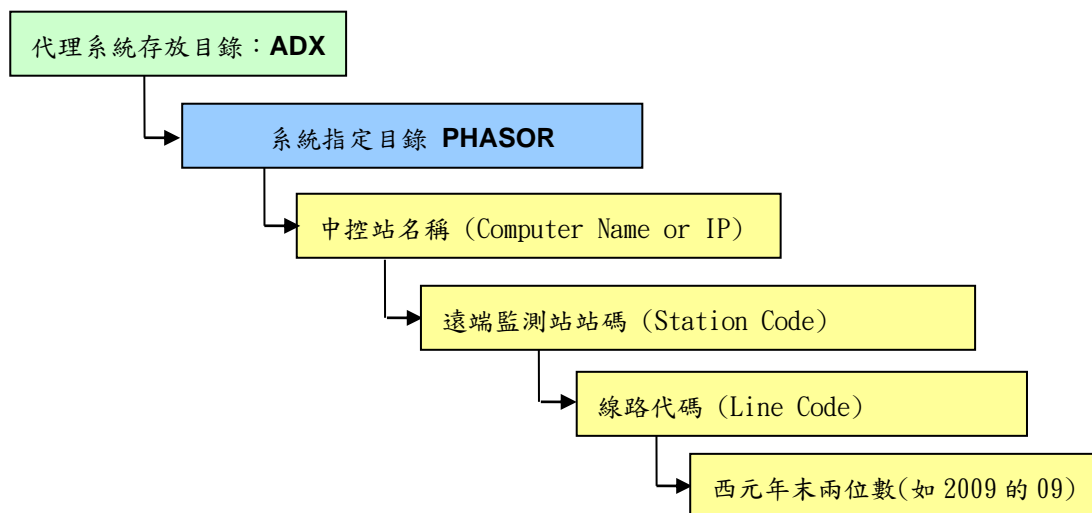 代理系統存放目錄：ADX
系統指定目錄 PHASOR
中控站名稱 (Computer Name or IP)
遠端監測站站碼 (Station Code)
線路代碼 (Line Code)
西元年末兩位數(如 2009 的 09)